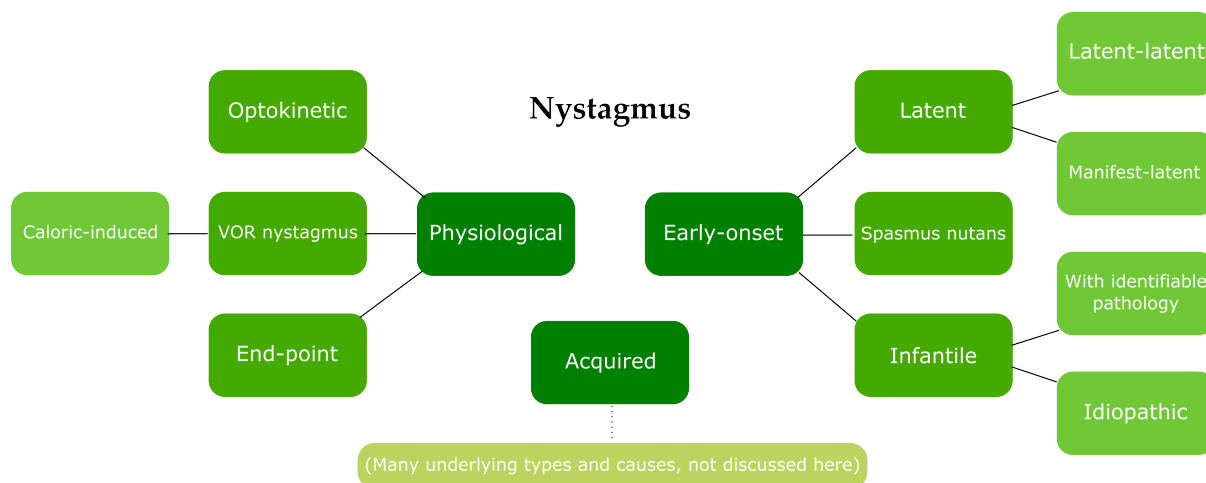 Nystagmus
Optokinetic
Caloric-induced
VOR nystagmus
Physiological
End-point
Early-onset
Latent
Latent-latent
Manifest-latent
Spasmus nutans
Infantile
With identifiable
pathology
Idiopathic
Acquired
(Many underlying types and causes, not discussed here)